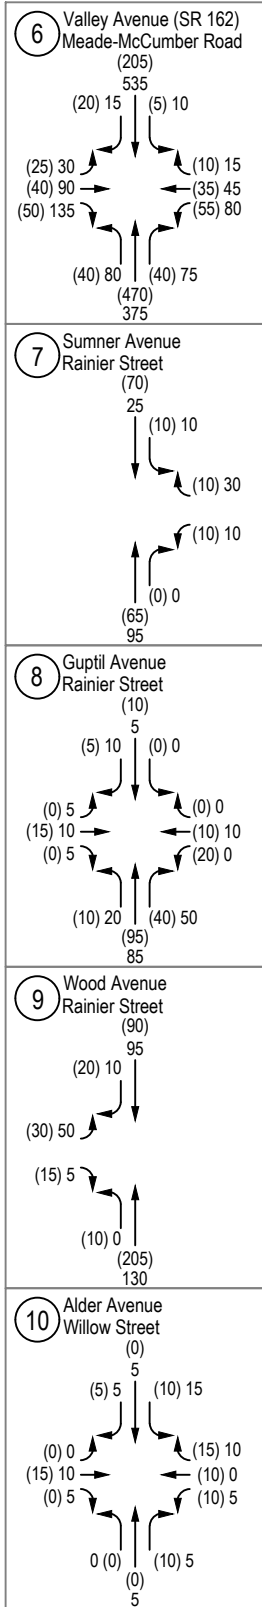 6 Valley Avenue (SR 162)
Meade-McCumber Road
(205)
535
(20) 15 (5) 10
(25) 30 (10) 15
(40) 90 (35) 45
(50) 135 (55) 80
(40) 80 (40) 75
(470)
375
7 Sumner Avenue
Rainier Street
(70)
25
(10) 10
(10) 30
(10) 10
(0) 0
(65)
95
8 Guptil Avenue
Rainier Street
(10)
5
(5) 10 (0) 0
(0) 5 (0) 0
(15) 10 (10) 10
(0) 5 (20) 0
(10) 20 (40) 50
(95)
85
9 Wood Avenue
Rainier Street
(90)
95
(20) 10
(30) 50
(15) 5
(10) 0
(205)
130
10 Alder Avenue
Willow Street
(0)
5
(5) 5 (10) 15
(0) 0 (15) 10
(15) 10 (10) 0
(0) 5 (10) 5
0 (0) (10) 5
(0)
5